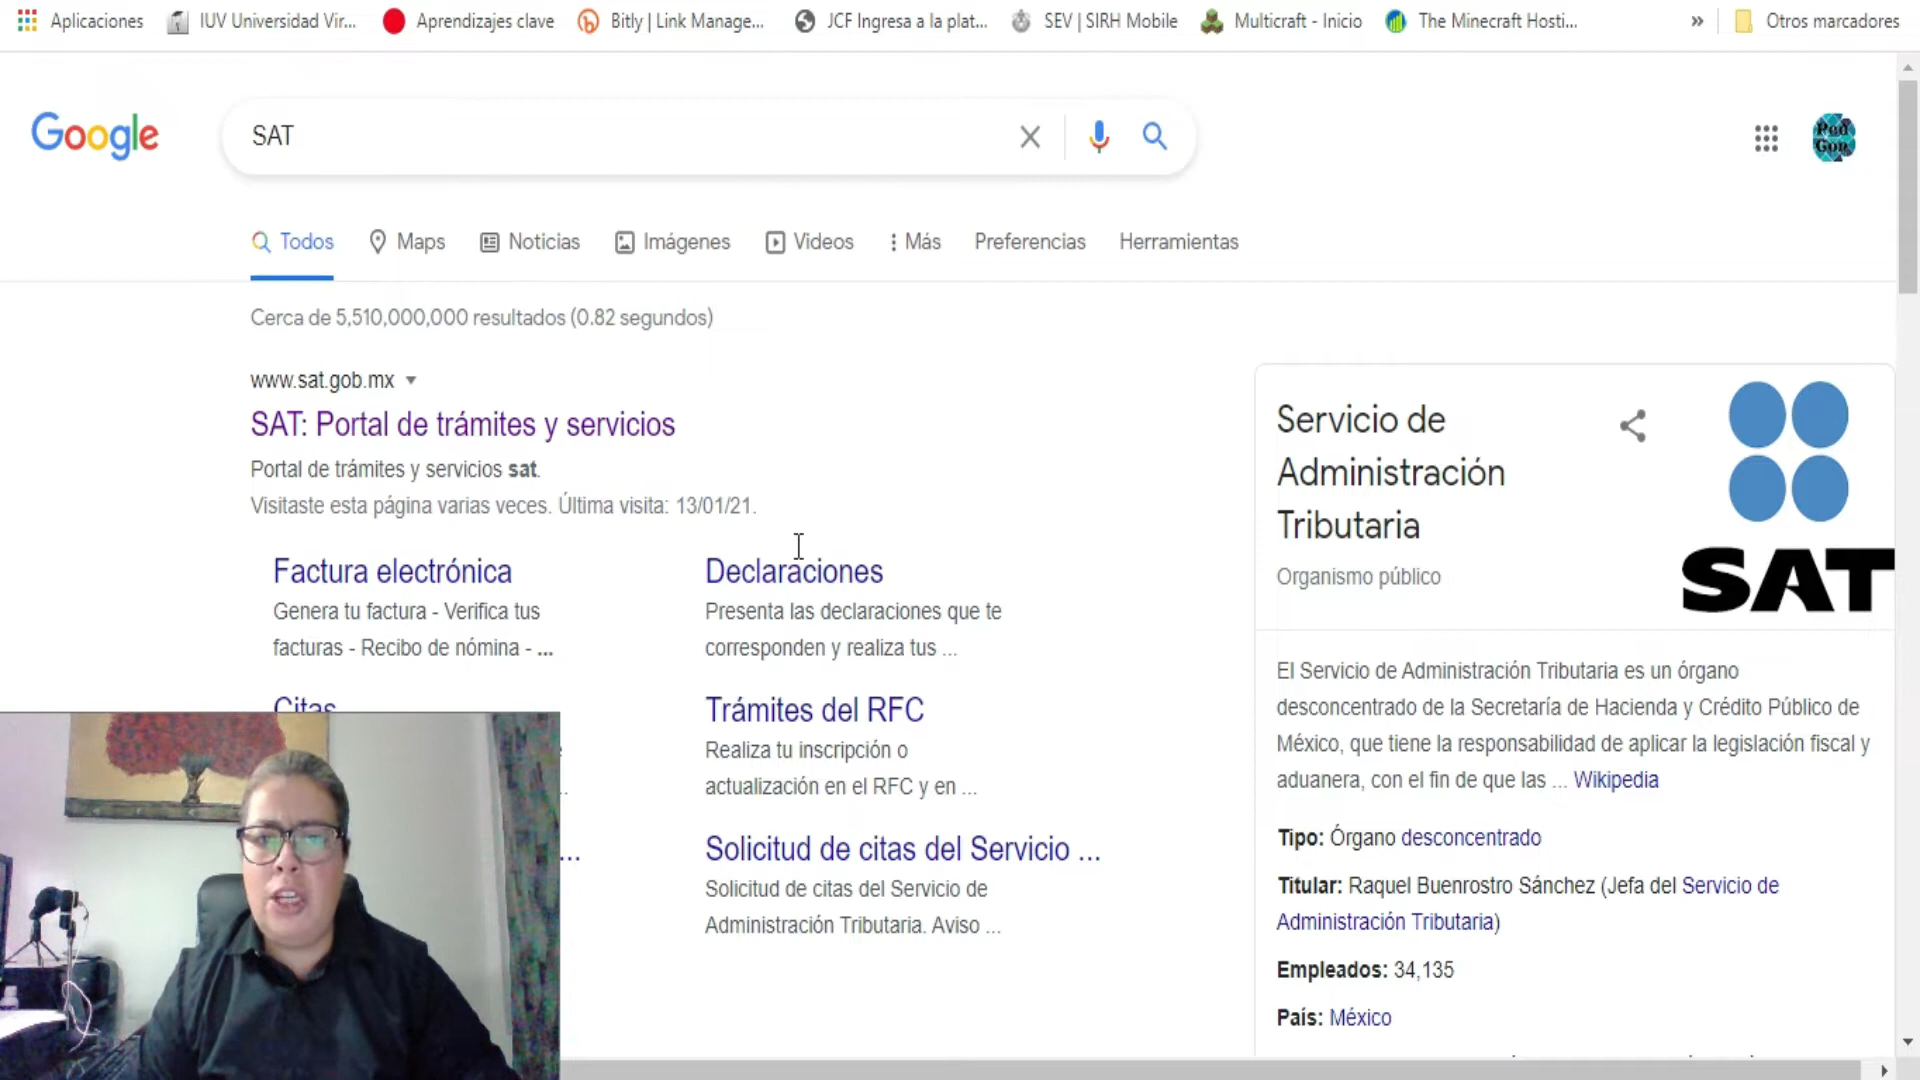 Aplicaciones
IUV Universidad Vir...
Aprendizajes clave
Bitly | Link Manage...
JCF Ingresa a la plat...
SEV | SIRH Mobile
Multicraft - Inicio
The Minecraft Hosti...
»
Otros marcadores
Google
SAT
Ped
Gon
Todos
Maps
Noticias
Imágenes
Videos
Más
Preferencias
Herramientas
Cerca de 5,510,000,000 resultados (0.82 segundos)
www.sat.gob.mx
SAT: Portal de trámites y servicios
Portal de trámites y servicios sat.
Visitaste esta página varias veces. Última visita: 13/01/21.
Factura electrónica
Genera tu factura - Verifica tus
facturas - Recibo de nómina - ...
Declaraciones
Presenta las declaraciones que te
corresponden y realiza tus ...
Citas
Trámites del RFC
Realiza tu inscripción o
actualización en el RFC y en ...
...
Solicitud de citas del Servicio ...
Solicitud de citas del Servicio de
Administración Tributaria. Aviso ...
Servicio de
Administración
Tributaria
Organismo público
SAT
El Servicio de Administración Tributaria es un órgano
desconcentrado de la Secretaría de Hacienda y Crédito Público de
México, que tiene la responsabilidad de aplicar la legislación fiscal y
aduanera, con el fin de que las ... Wikipedia
Tipo: Órgano desconcentrado
Titular: Raquel Buenrostro Sánchez (Jefa del Servicio de
Administración Tributaria)
Empleados: 34,135
País: México